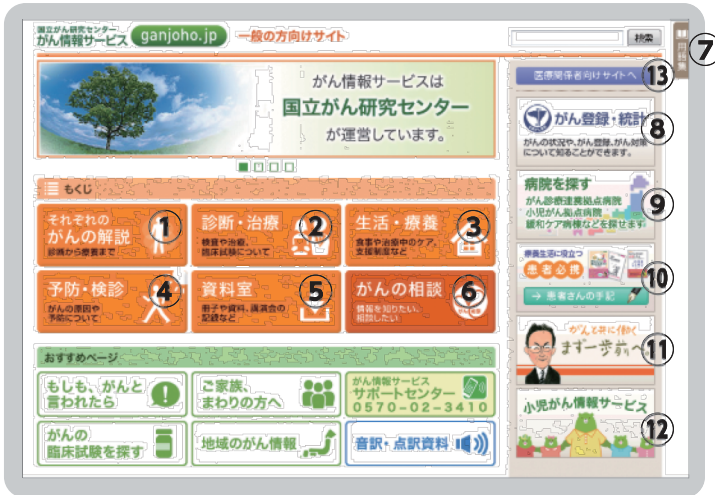 国立がん研究センター
がん情報サービス ganjoho.jp 一般の方向けサイト
検索
用語集 ⑦
がん情報サービスは
国立がん研究センター
が運営しています。
医療関係者向けサイトへ ⑬
がん登録・統計 ⑧
がんの状況や、がん登録、がん対策
について知ることができます。
病院を探す
がん診療連携拠点病院 ⑨
小児がん拠点病院
緩和ケア病棟などを探せます
療養生活に役立つ
患者必携 ⑩
→ 患者さんの手記
がんと共に働く
まず一歩前へ ⑪
小児がん情報サービス ⑫
もくじ
それぞれの
がんの解説 ①
診断から療養まで
診断・治療 ②
検査や治療、
臨床試験について
生活・療養 ③
食事や治療中のケア、
支援制度など
予防・検診 ④
がんの原因や
予防について
資料室 ⑤
冊子や資料、講演会の
記録など
がんの相談 ⑥
情報を知りたい、
相談したい
おすすめページ
もしも、がんと
言われたら
ご家族、
まわりの方へ
がん情報サービス
サポートセンター
0570-02-3410
がんの
臨床試験を探す
地域のがん情報
音訳・点訳資料